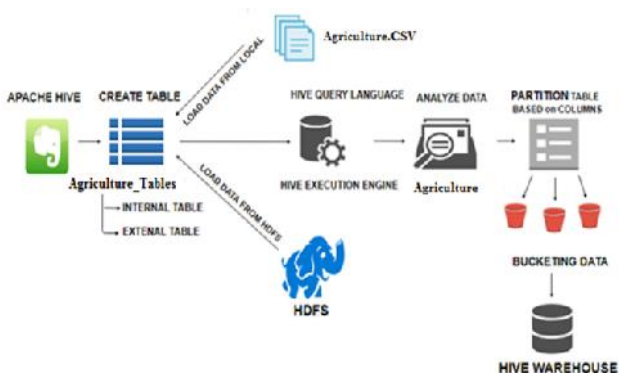 Agriculture.CSV
APACHE HIVE
CREATE TABLE
LOAD DATA FROM LOCAL
HIVE QUERY LANGUAGE
ANALYZE DATA
PARTITION TABLE
BASED on COLUMNS
Agriculture_Tables
HIVE EXECUTION ENGINE
Agriculture
INTERNAL TABLE
EXTENAL TABLE
LOAD DATA FROM HDFS
HDFS
BUCKETING DATA
HIVE WAREHOUSE